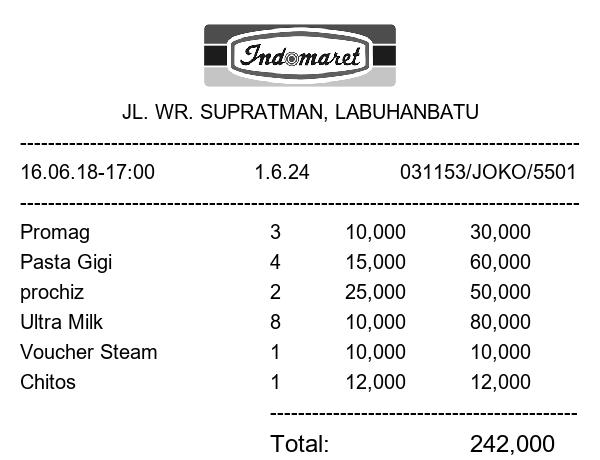 Indomaret
JL. WR. SUPRATMAN, LABUHANBATU
--------------------------------------------------------------------------------
16.06.18-17:00 1.6.24 031153/JOKO/5501
--------------------------------------------------------------------------------
Promag 3 10,000 30,000
Pasta Gigi 4 15,000 60,000
prochiz 2 25,000 50,000
Ultra Milk 8 10,000 80,000
Voucher Steam 1 10,000 10,000
Chitos 1 12,000 12,000
--------------------------------------------
Total: 242,000